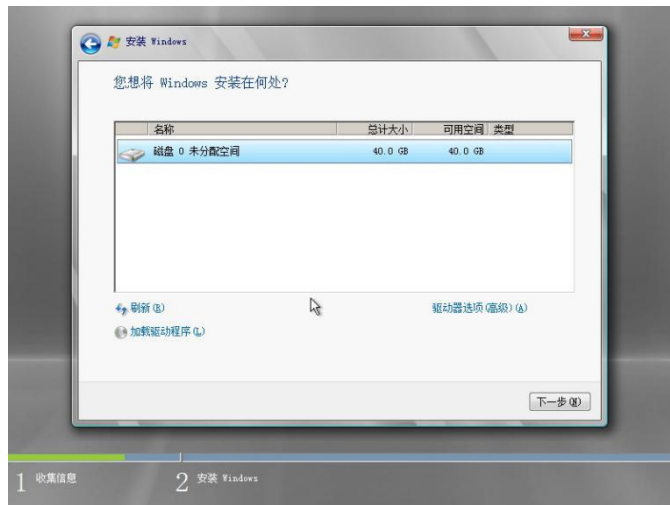 安装 Windows
您想将 Windows 安装在何处?
名称 总计大小 可用空间 类型
磁盘 0 未分配空间 40.0 GB 40.0 GB
刷新(R) 驱动器选项(高级)(A)
加载驱动程序(L)
下一步(N)
1 收集信息 2 安装 Windows